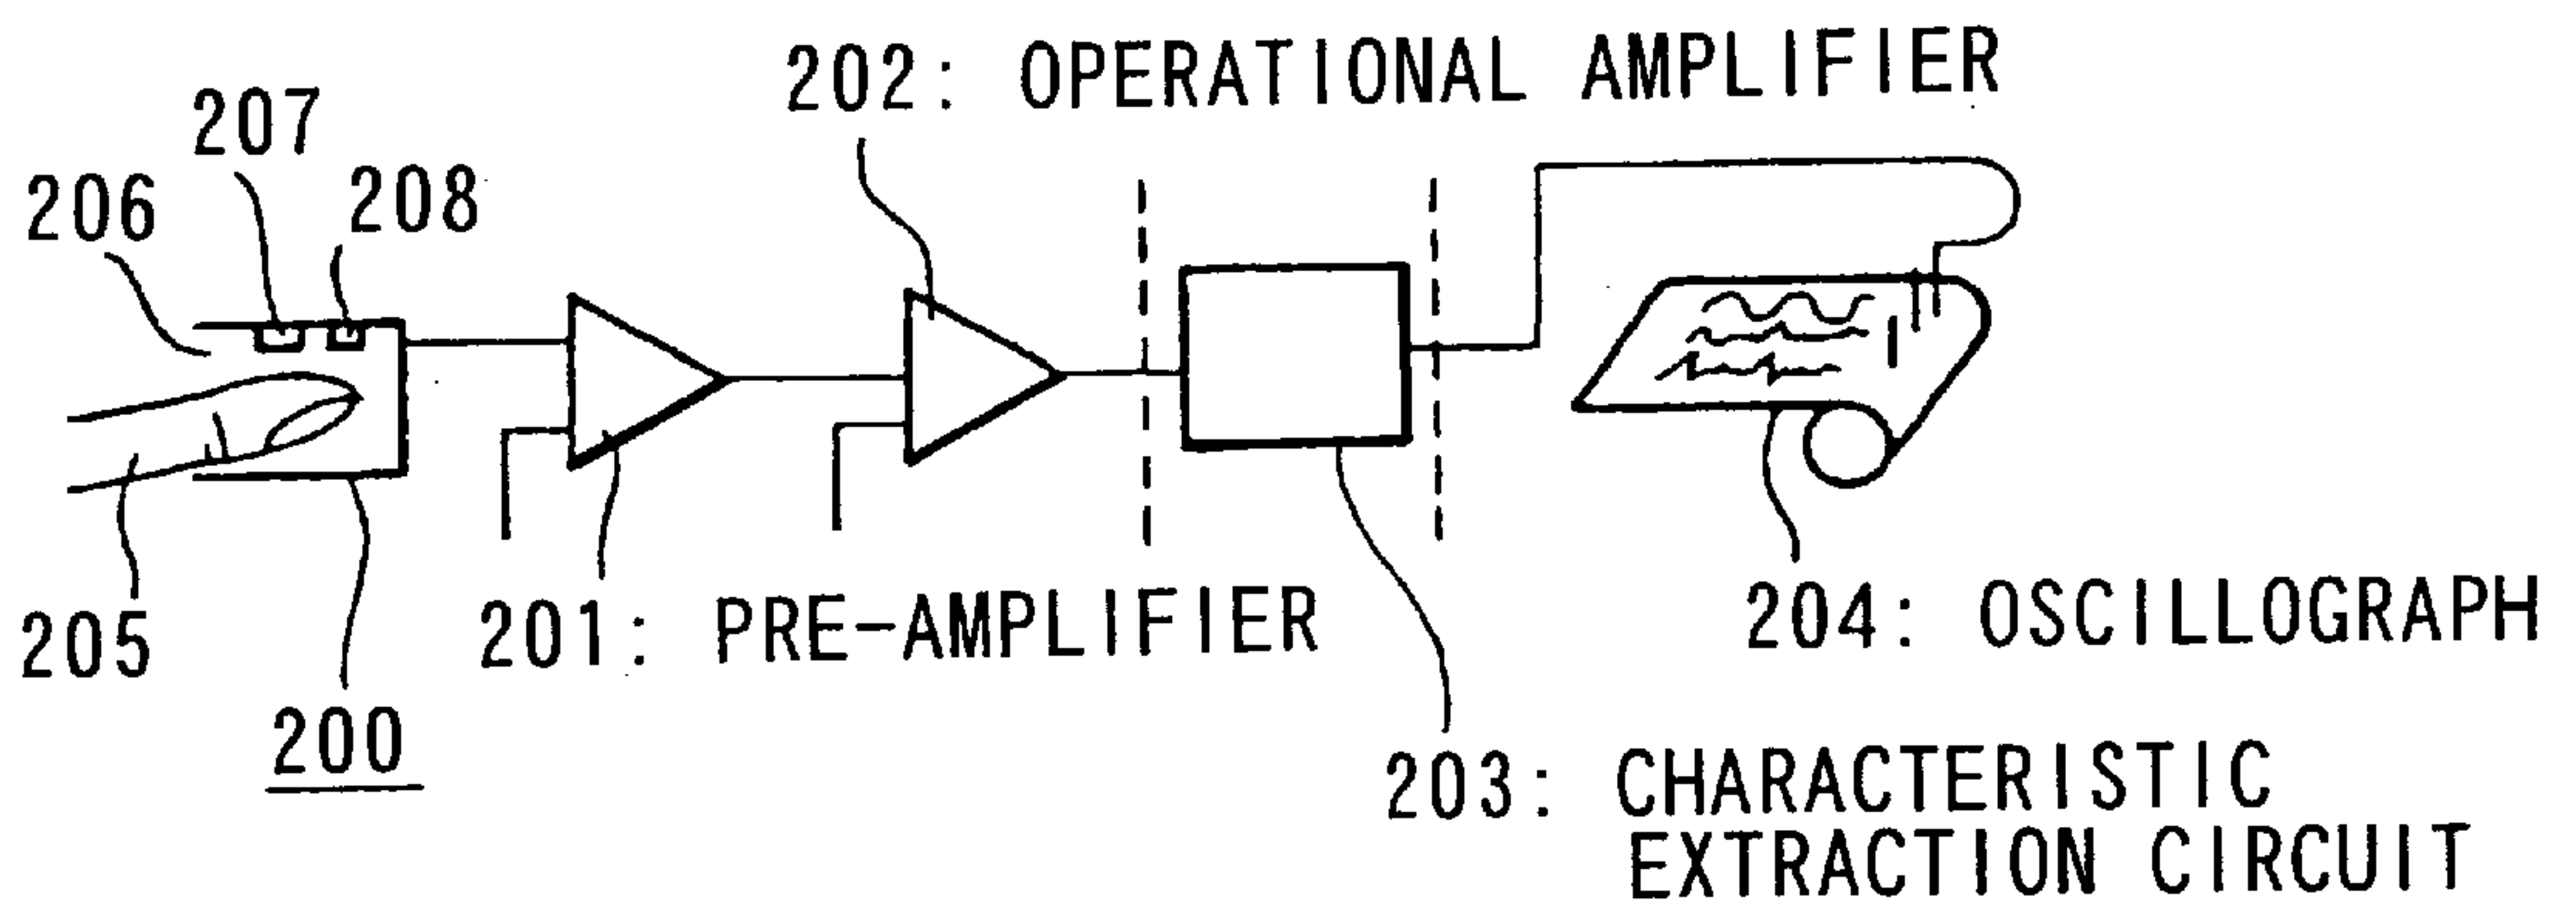 202: OPERATIONAL AMPLIFIER
207
208
206
205
200
201: PRE-AMPLIFIER
204: OSCILLOGRAPH
203: CHARACTERISTIC
EXTRACTION CIRCUIT